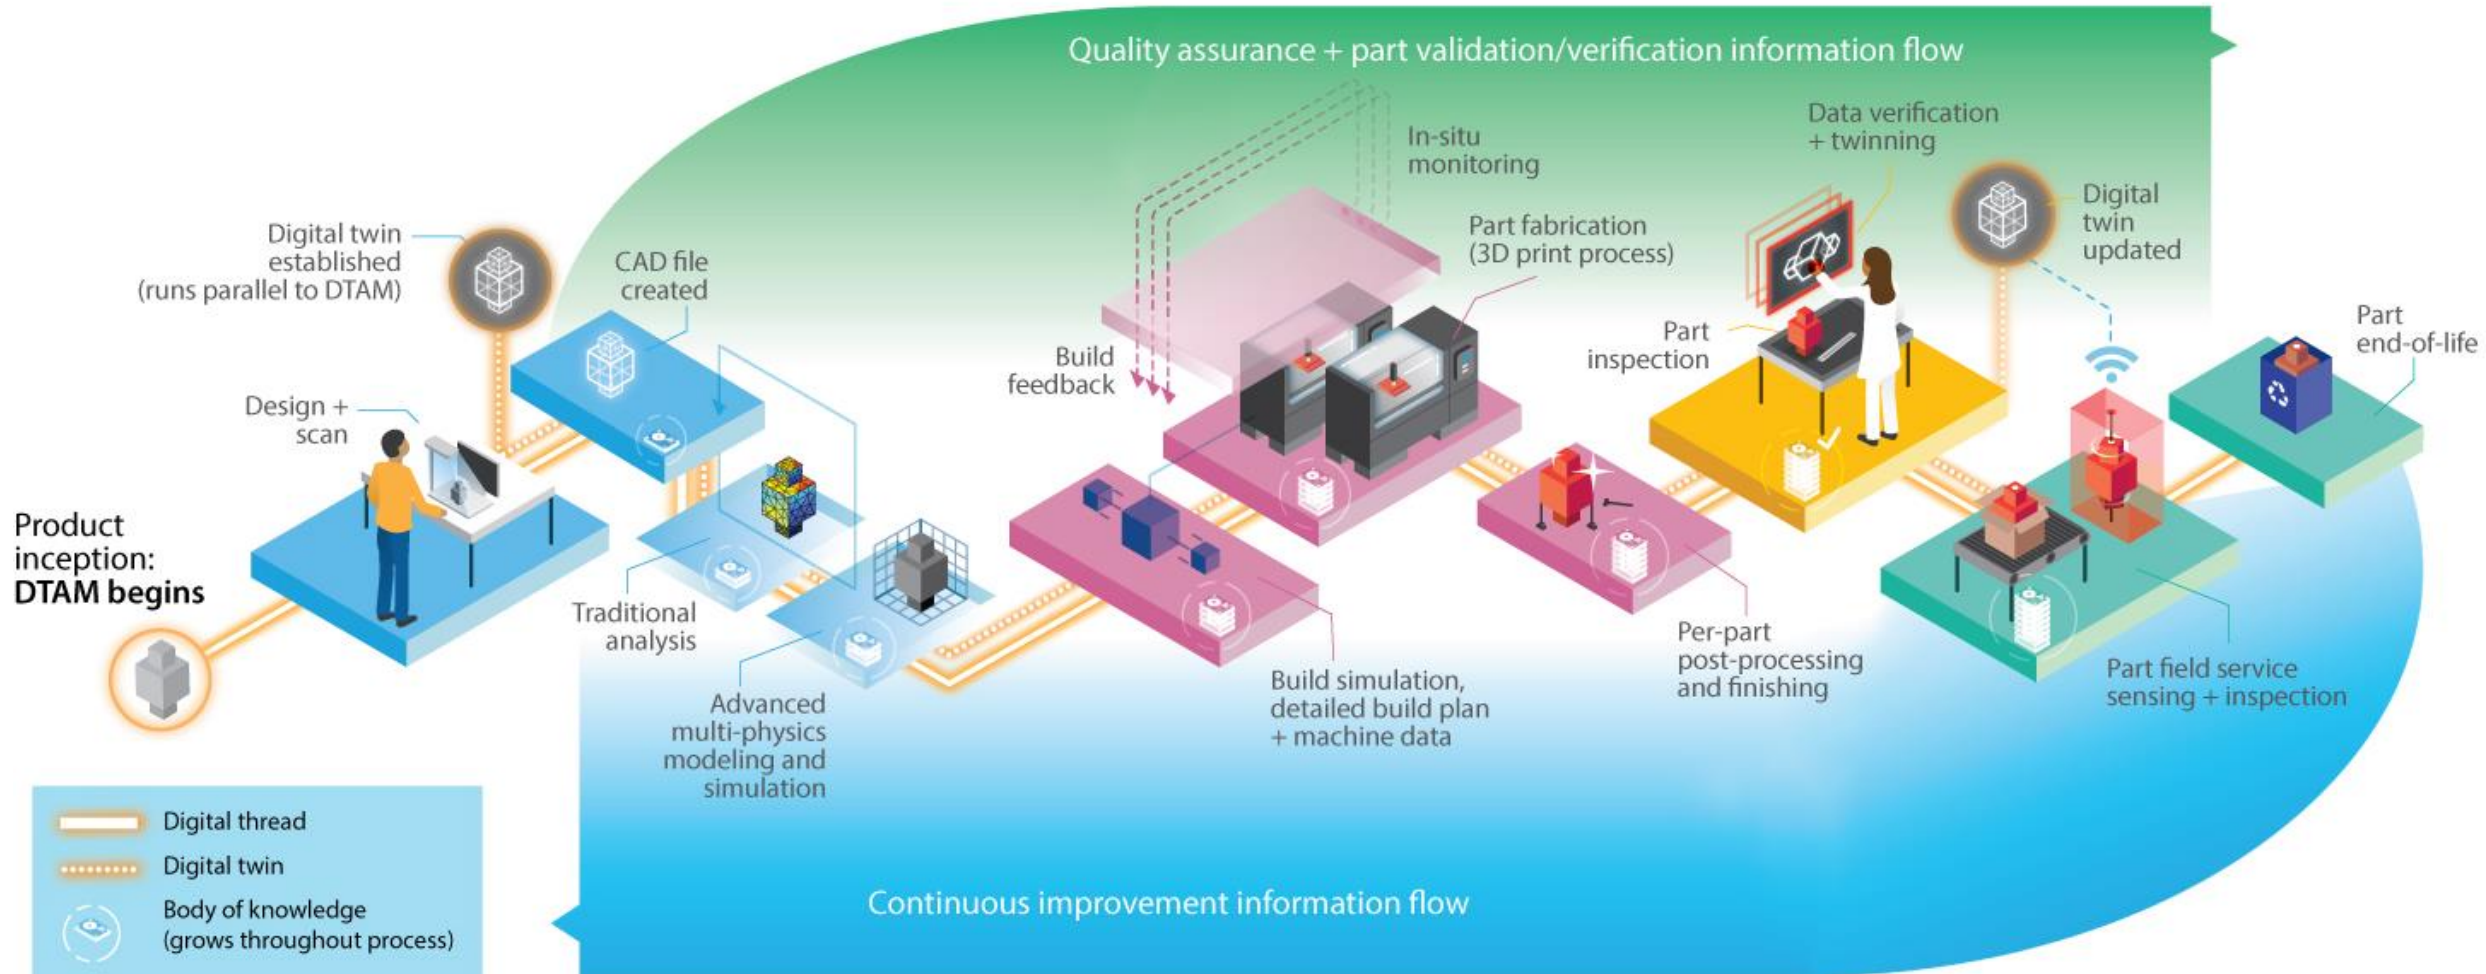 Quality assurance + part validation/verification information flow
Product
inception:
DTAM begins
Design +
scan
Digital twin
established
(runs parallel to DTAM)
CAD file
created
Traditional
analysis
Advanced
multi-physics
modeling and
simulation
Build
feedback
In-situ
monitoring
Part fabrication
(3D print process)
Build simulation,
detailed build plan
+ machine data
Per-part
post-processing
and finishing
Part
inspection
Data verification
+ twinning
Digital
twin
updated
Part field service
sensing + inspection
Part
end-of-life
Continuous improvement information flow
Digital thread
Digital twin
Body of knowledge
(grows throughout process)